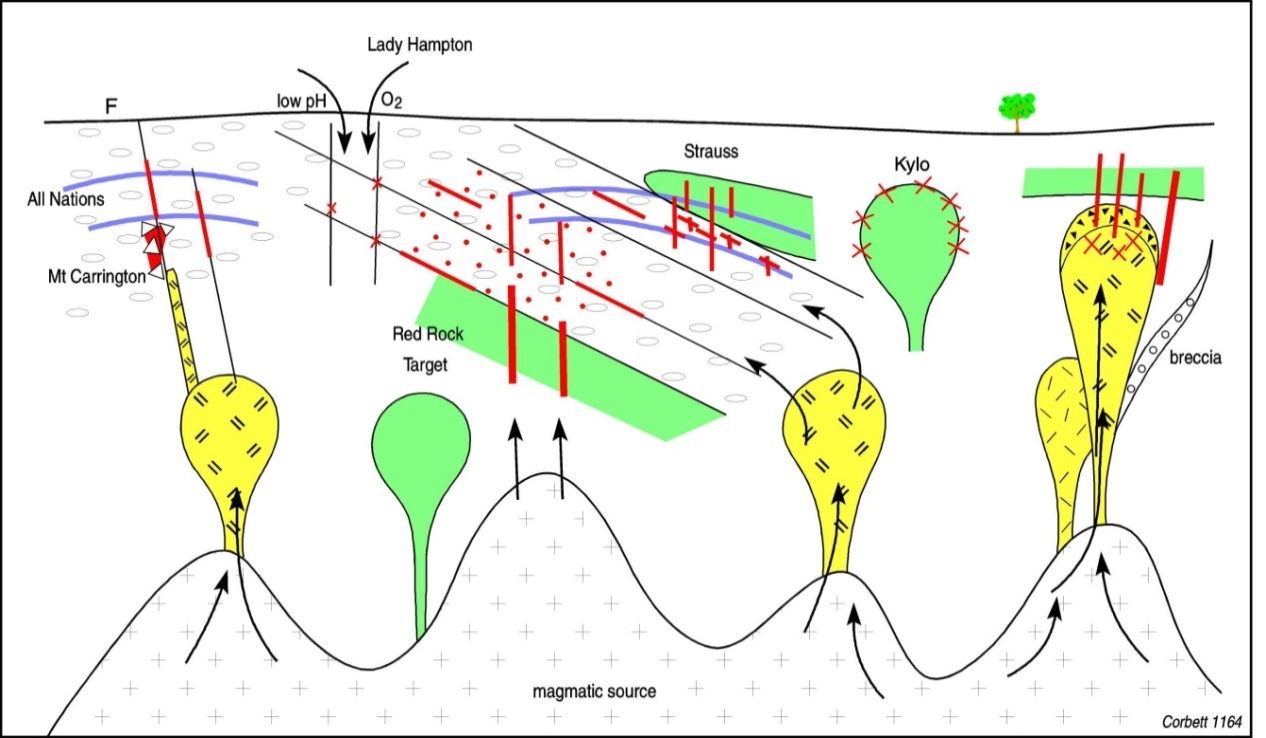 Lady Hampton
F
low pH
O2
Strauss
Kylo
All Nations
Mt Carrington
Red Rock
Target
breccia
magmatic source
Corbett 1164